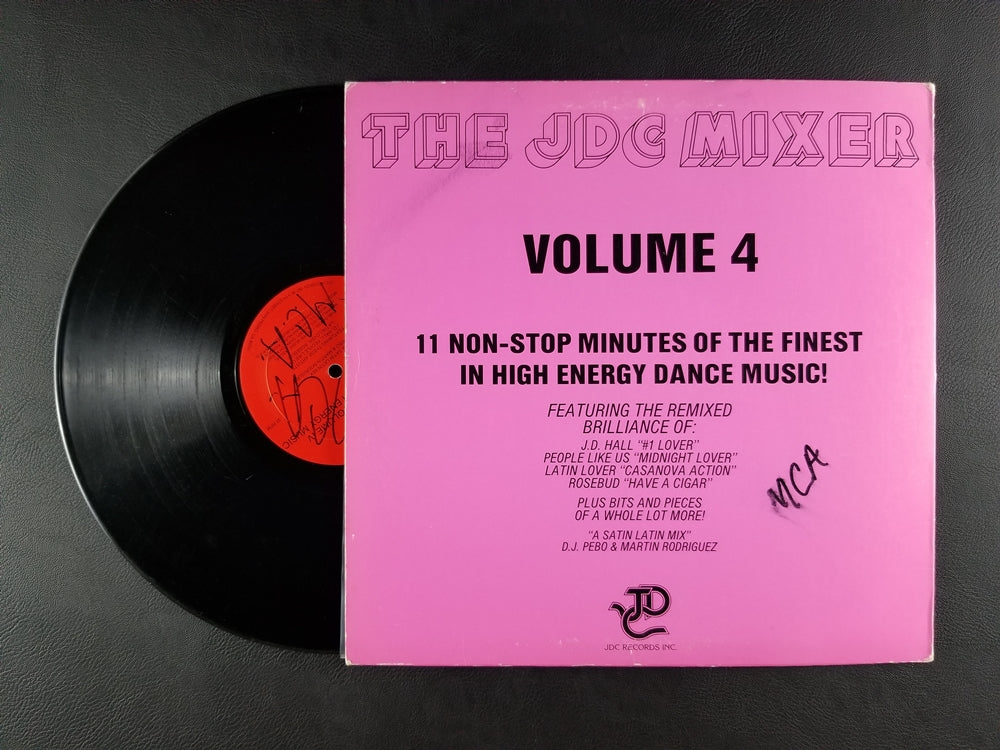 THE JDC MIXER
VOLUME 4
11 NON-STOP MINUTES OF THE FINEST
IN HIGH ENERGY DANCE MUSIC!
FEATURING THE REMIXED
BRILLIANCE OF:
J.D. HALL "#1 LOVER"
PEOPLE LIKE US "MIDNIGHT LOVER"
LATIN LOVER "CASANOVA ACTION"
ROSEBUD "HAVE A CIGAR"
PLUS BITS AND PIECES
OF A WHOLE LOT MORE!
"A SATIN LATIN MIX"
D.J. PEBO & MARTIN RODRIGUEZ
MCA
JDC
JDC RECORDS INC.
MCA
ENERGY MUSIC